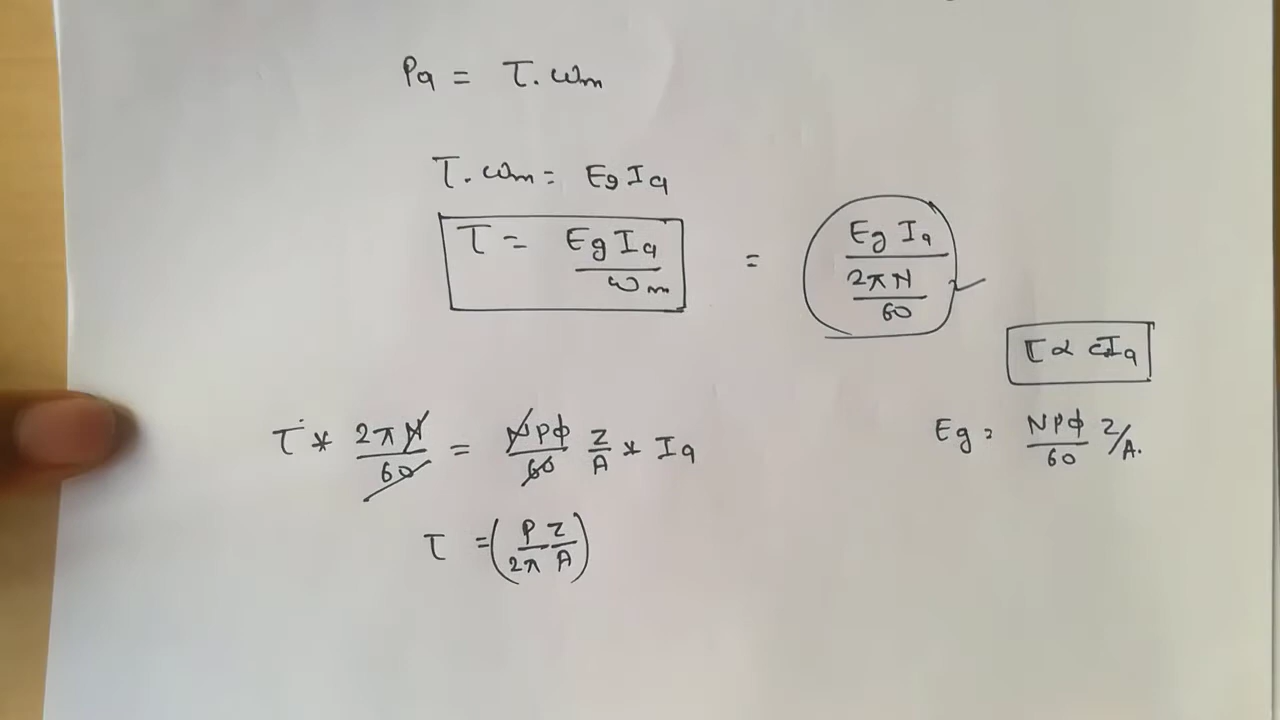 Pa = τ. ωm
τ. ωm = Eg Ia
τ = Eg Ia / ωm = Eg Ia / (2πN / 60)
τ ∝ Ia
τ * 2πN / 60 = NPϕ / 60 Z / A * Ia
Eg = NPϕ / 60 Z/A.
τ = (P / 2π Z / A)